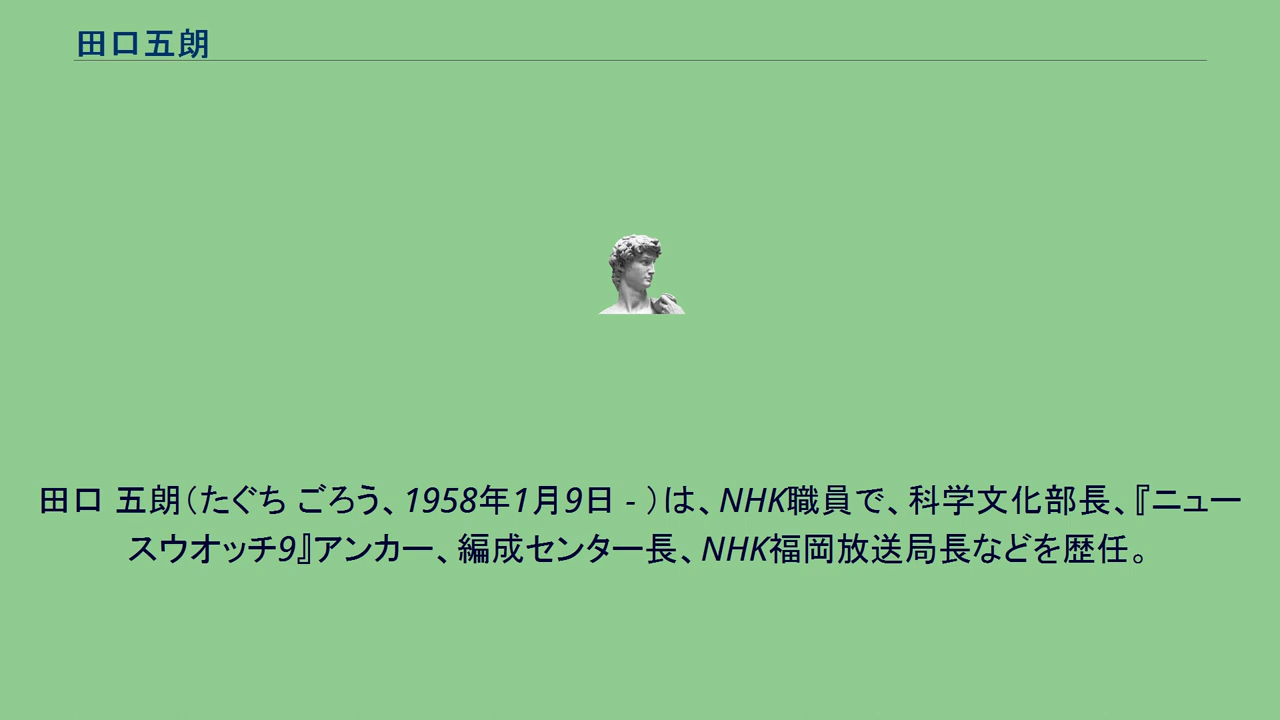 田口五朗
田口 五朗（たぐち ごろう、1958年1月9日 - ）は、NHK職員で、科学文化部長、『ニュー
スウオッチ9』アンカー、編成センター長、NHK福岡放送局長などを歴任。